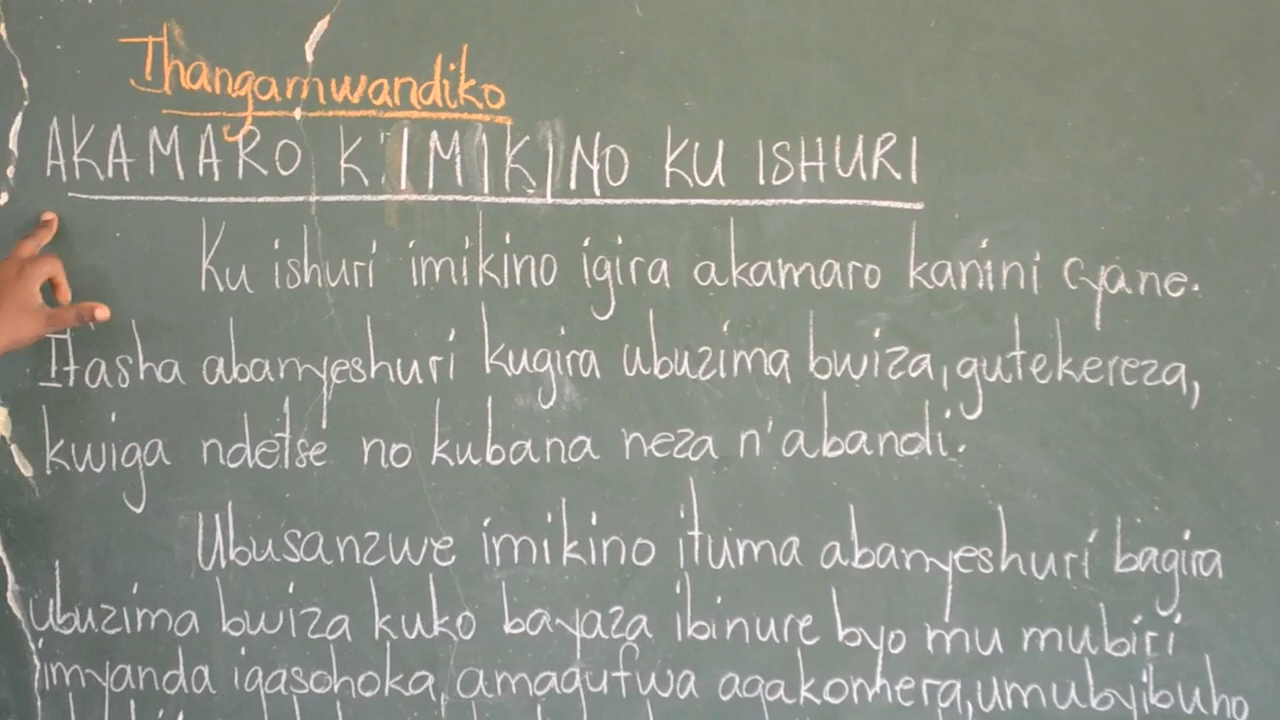 Ihangamwandiko
AKAMARO K'IMIKINO KU ISHURI
Ku ishuri imikino igira akamaro kanini cyane.
Itasha abanyeshuri kugira ubuzima bwiza, gutekereza,
kwiga ndetse no kubana neza n'abandi.
Ubusanzwe imikino ituma abanyeshuri bagira
ubuzima bwiza kuko bayaza ibinure byo mu mubiri
imyanda igasohoka, amagufwa agakomera, umubyibuho